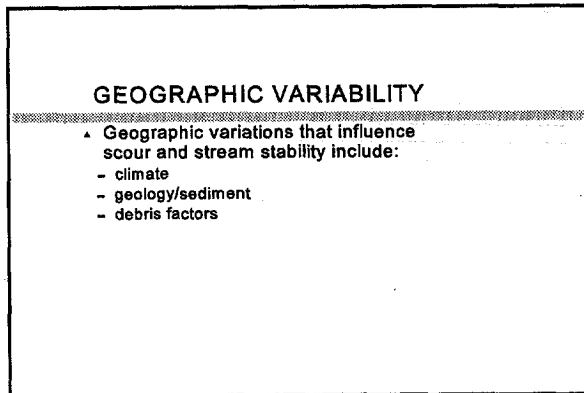 GEOGRAPHIC VARIABILITY
▲ Geographic variations that influence
scour and stream stability include:
– climate
– geology/sediment
– debris factors